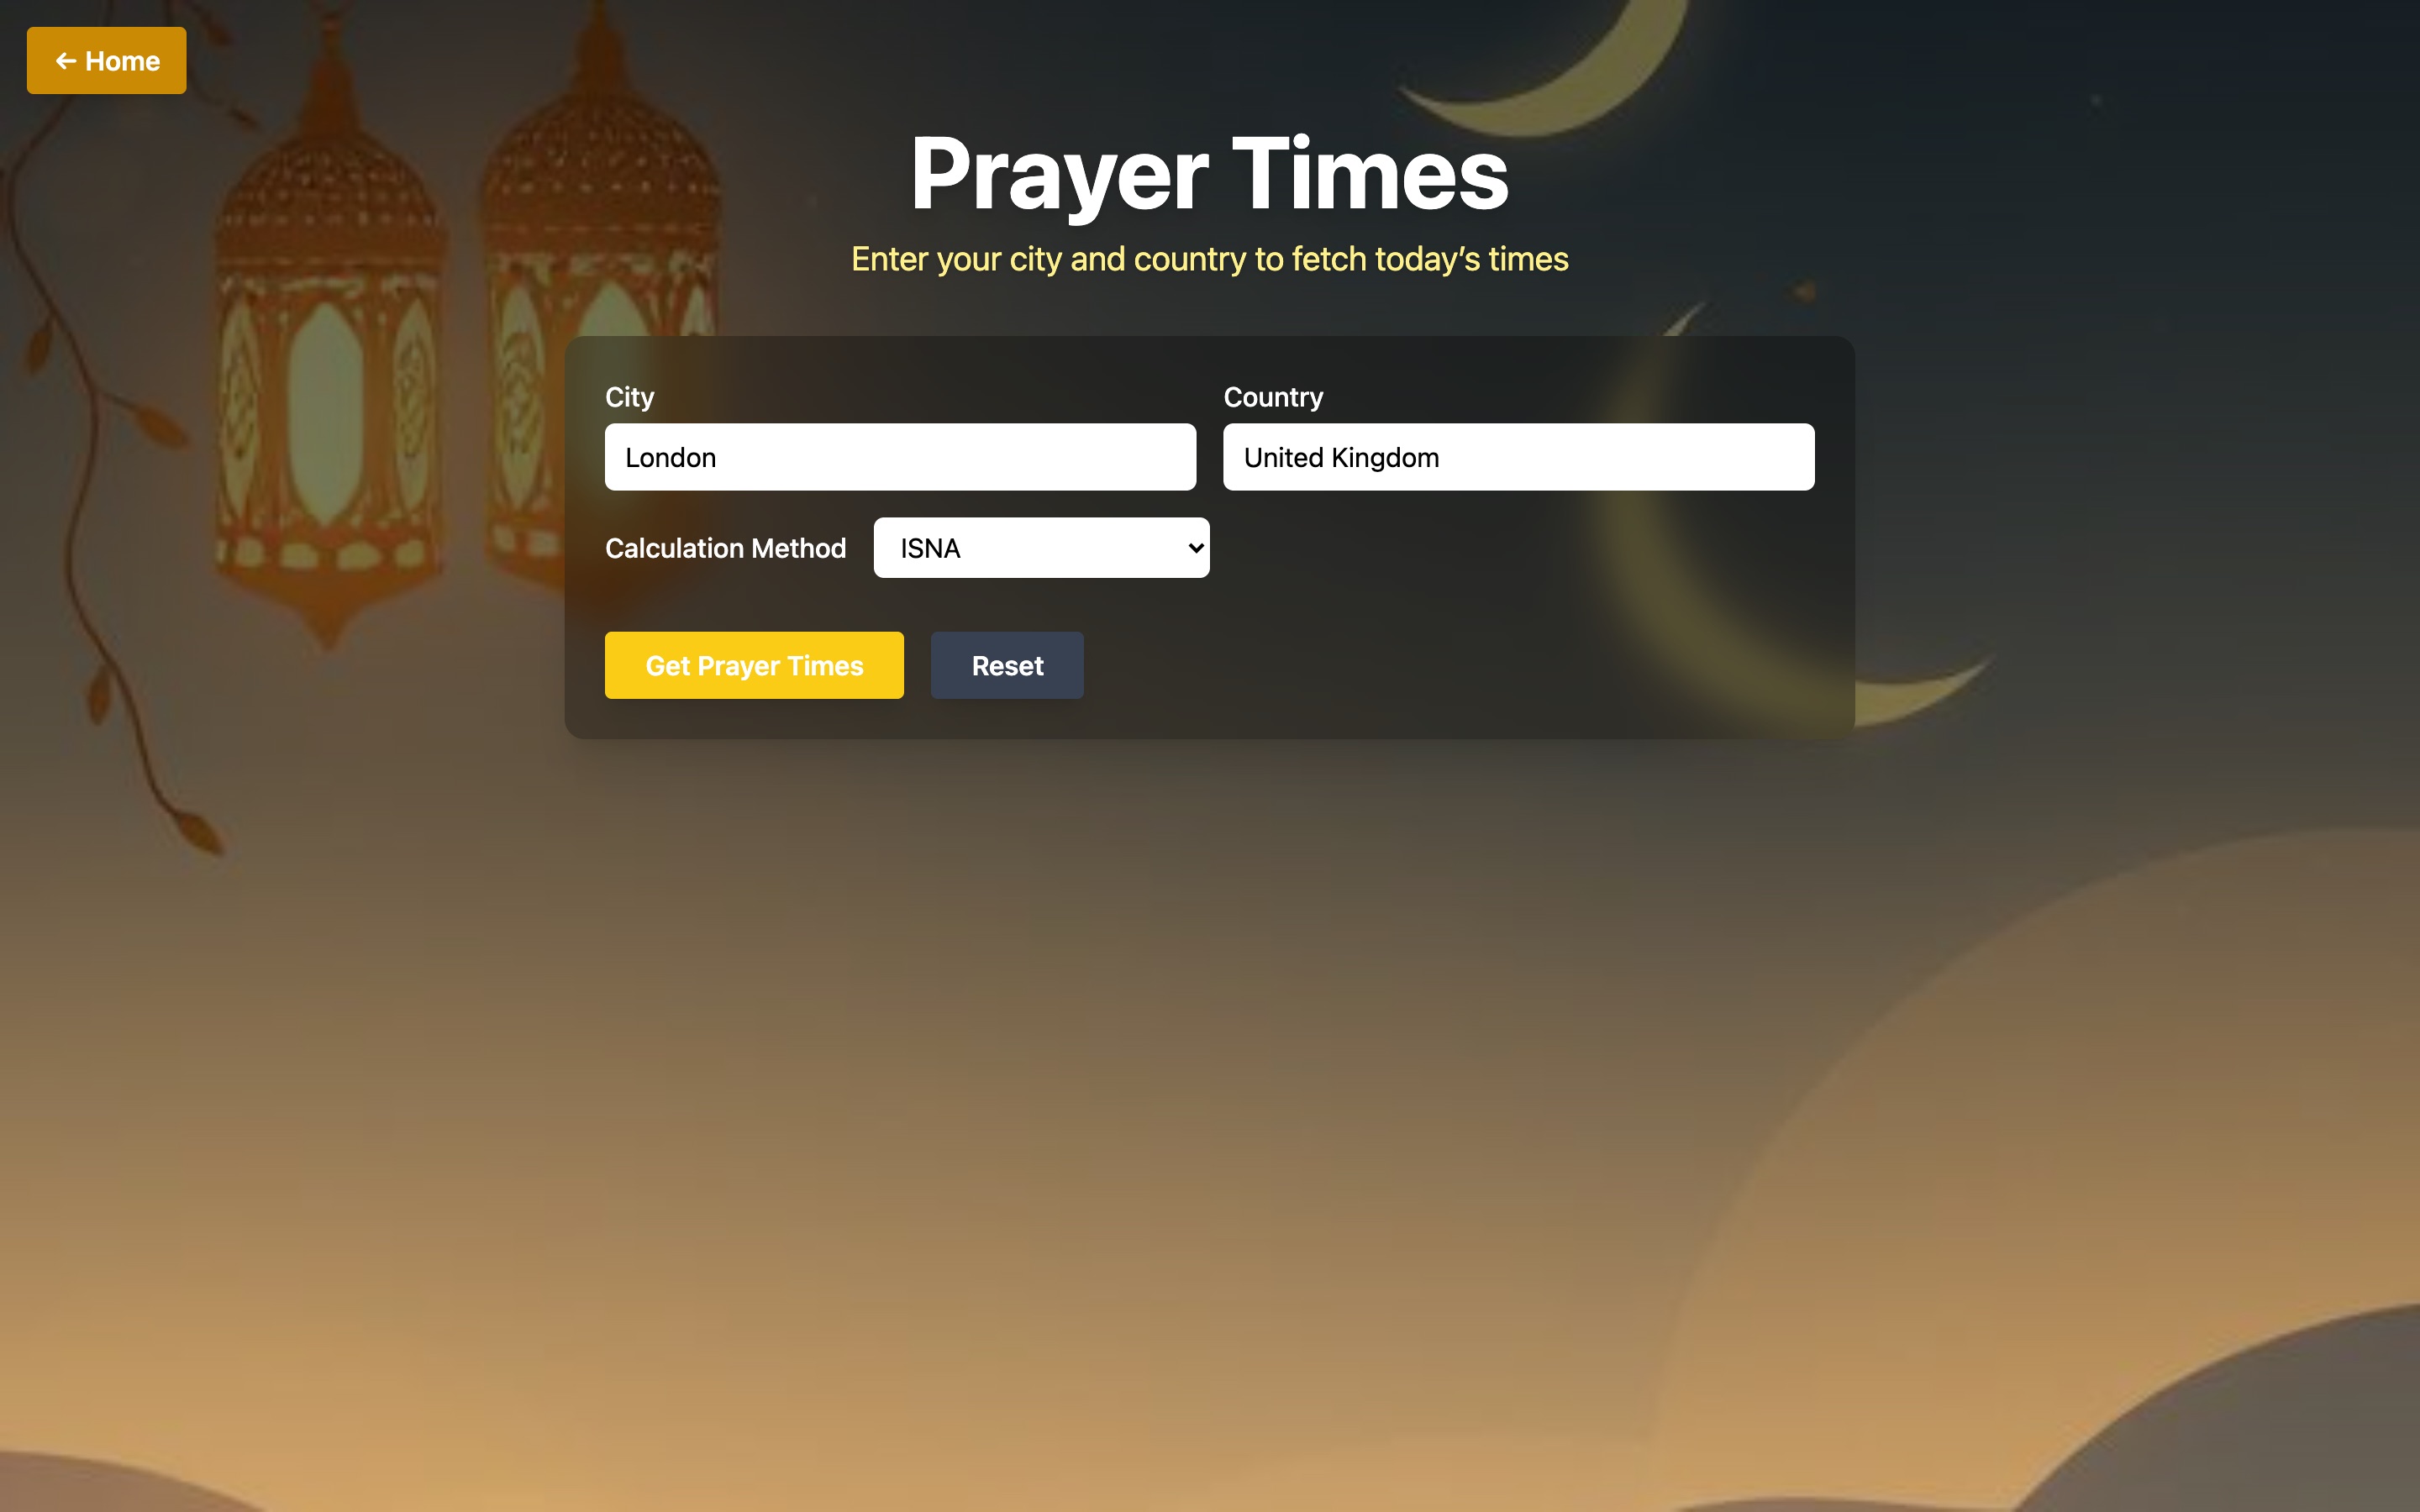 ← Home
Prayer Times
Enter your city and country to fetch today’s times
City
Country
London
United Kingdom
Calculation Method
ISNA
Get Prayer Times
Reset